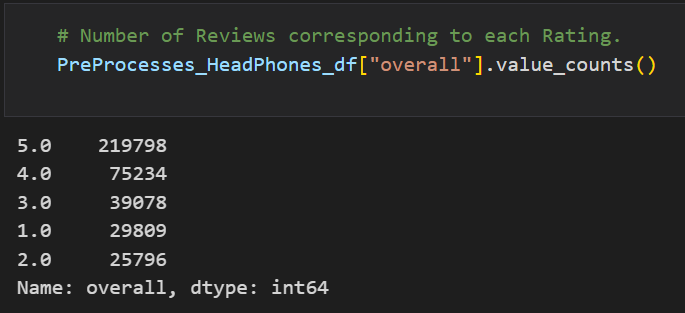 # Number of Reviews corresponding to each Rating.
PreProcesses_HeadPhones_df["overall"].value_counts()
5.0    219798
4.0     75234
3.0     39078
1.0     29809
2.0     25796
Name: overall, dtype: int64